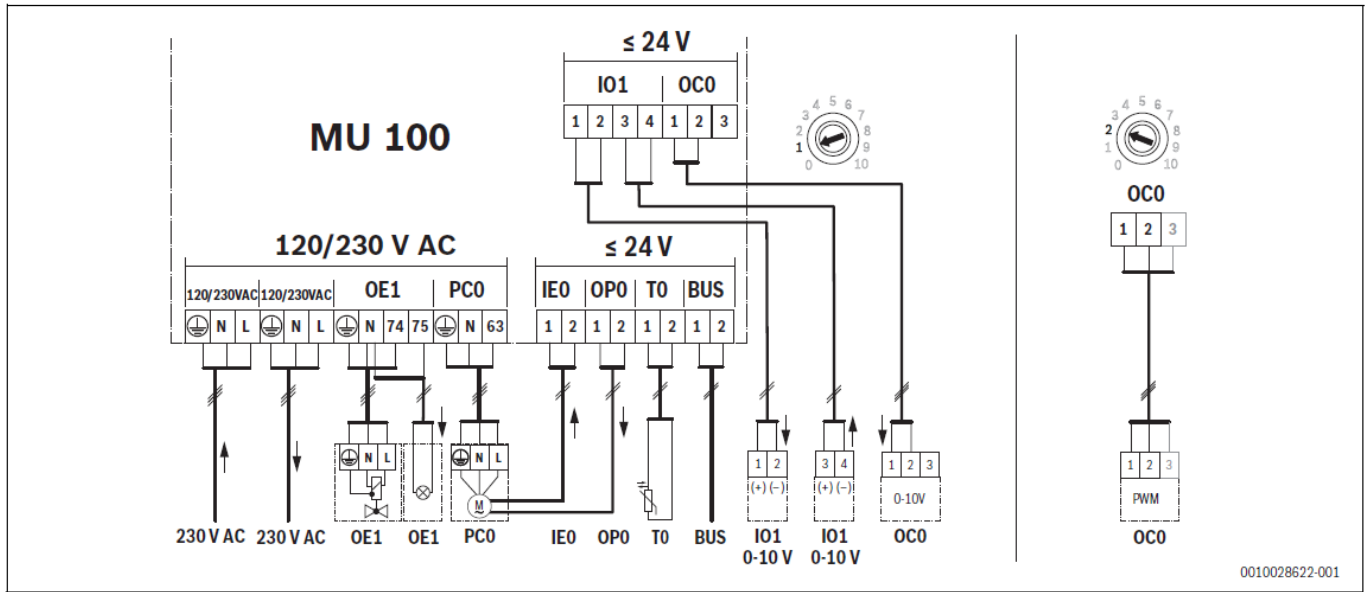 ≤ 24 V
IO1 OC0
1 2 3 4 1 2 3
MU 100
0 1 2 3 4 5 6 7 8 9 10
120/230 V AC
≤ 24 V
120/230VAC 120/230VAC OE1 PC0
IE0 OP0 T0 BUS
N L N L N 74 75 N 63
1 2 1 2 1 2 1 2
N L
N L
M
1 2
(+) (−)
3 4
(+) (−)
1 2 3
0-10V
230 V AC 230 V AC OE1 OE1 PC0 IE0 OP0 T0 BUS IO1 IO1 OC0
0-10 V 0-10 V
0 1 2 3 4 5 6 7 8 9 10
OC0
1 2 3
1 2 3
PWM
OC0
0010028622-001